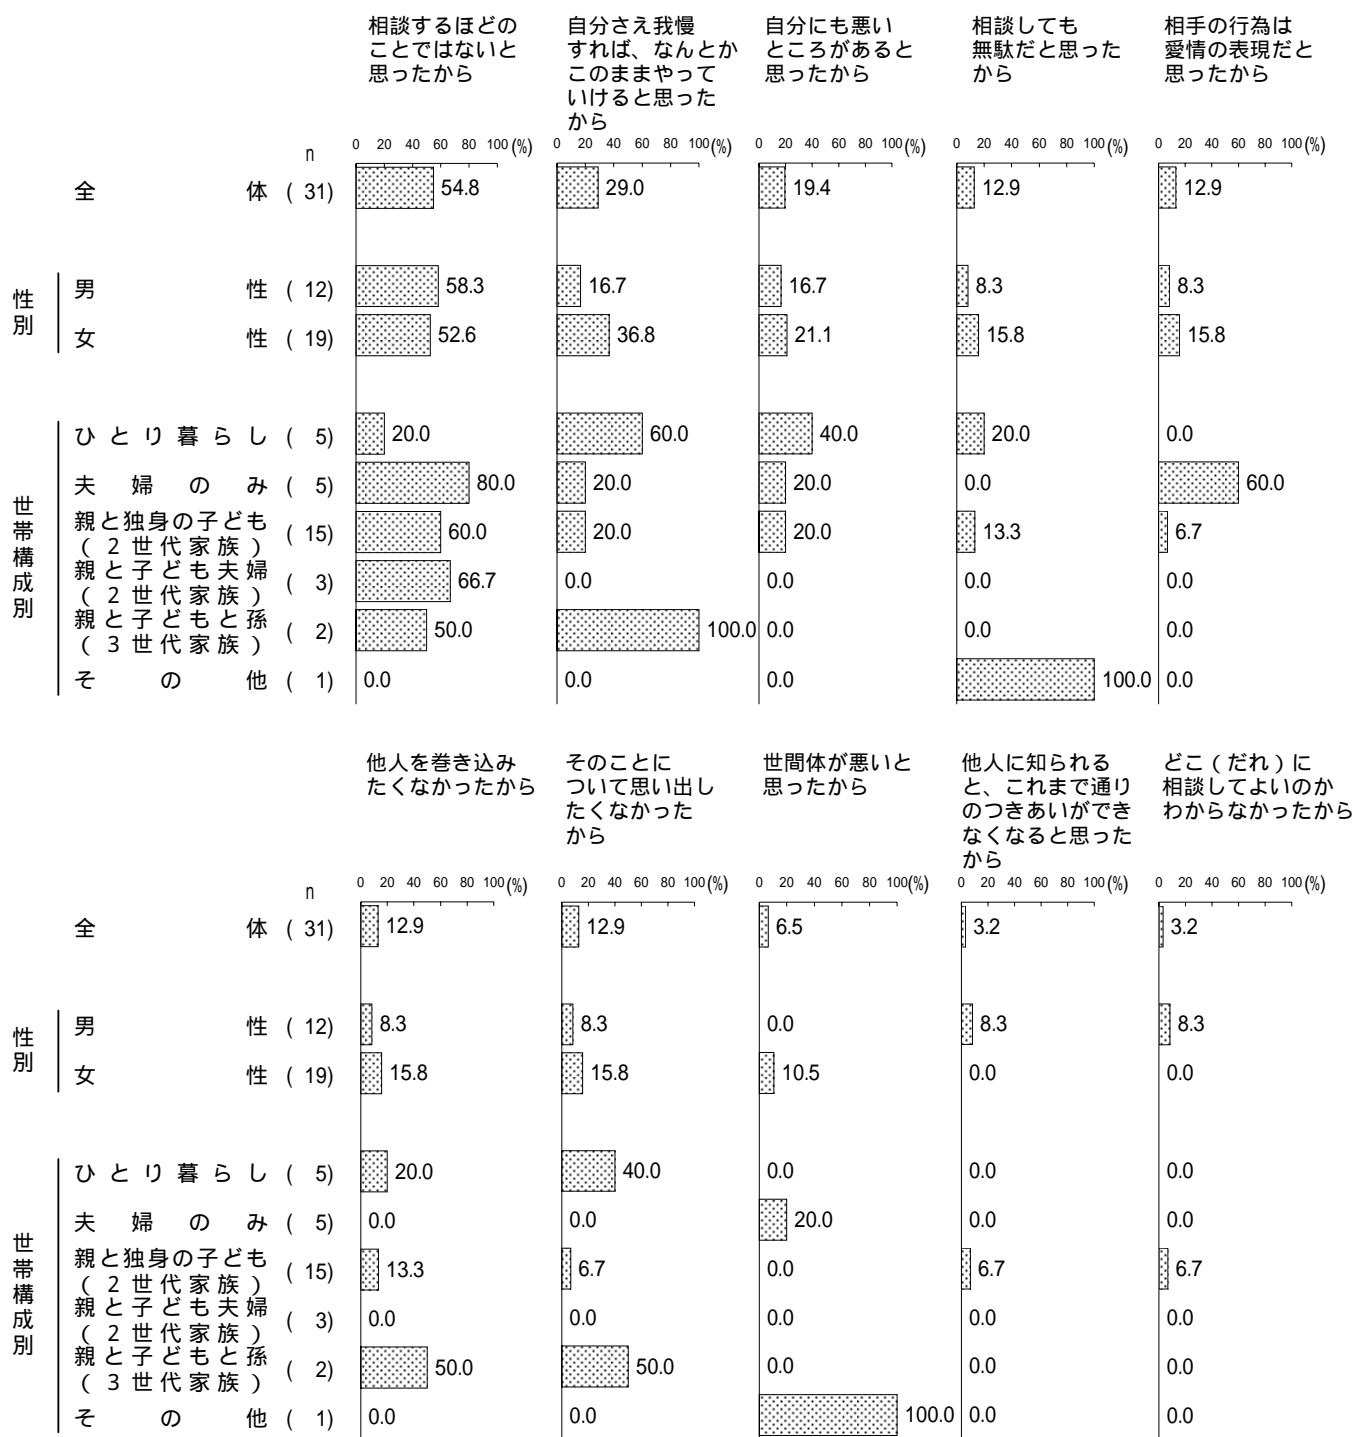 相談するほどの
ことではないと
思ったから
自分さえ我慢
すれば、なんとか
このままやって
いけると思った
から
自分にも悪い
ところがあると
思ったから
相談しても
無駄だと思った
から
相手の行為は
愛情の表現だと
思ったから
n
0 20 40 60 80 100(%)
0 20 40 60 80 100(%)
0 20 40 60 80 100(%)
0 20 40 60 80 100(%)
0 20 40 60 80 100(%)
全体 ( 31) 54.8 29.0 19.4 12.9 12.9
性別
男性 ( 12) 58.3 16.7 16.7 8.3 8.3
女性 ( 19) 52.6 36.8 21.1 15.8 15.8
世帯構成別
ひとり暮らし ( 5) 20.0 60.0 40.0 20.0 0.0
夫婦のみ ( 5) 80.0 20.0 20.0 0.0 60.0
親と独身の子ども
(2世代家族) ( 15) 60.0 20.0 20.0 13.3 6.7
親と子ども夫婦
(2世代家族) ( 3) 66.7 0.0 0.0 0.0 0.0
親と子どもと孫
(3世代家族) ( 2) 50.0 100.0 0.0 0.0 0.0
その他 ( 1) 0.0 0.0 0.0 100.0 0.0
他人を巻き込み
たくなかったから
そのことに
ついて思い出し
たくなかった
から
世間体が悪いと
思ったから
他人に知られる
と、これまで通り
のつきあいができ
なくなると思った
から
どこ(だれ)に
相談してよいのか
わからなかったから
n
0 20 40 60 80 100(%)
0 20 40 60 80 100(%)
0 20 40 60 80 100(%)
0 20 40 60 80 100(%)
0 20 40 60 80 100(%)
全体 ( 31) 12.9 12.9 6.5 3.2 3.2
性別
男性 ( 12) 8.3 8.3 0.0 8.3 8.3
女性 ( 19) 15.8 15.8 10.5 0.0 0.0
世帯構成別
ひとり暮らし ( 5) 20.0 40.0 0.0 0.0 0.0
夫婦のみ ( 5) 0.0 0.0 20.0 0.0 0.0
親と独身の子ども
(2世代家族) ( 15) 13.3 6.7 0.0 6.7 6.7
親と子ども夫婦
(2世代家族) ( 3) 0.0 0.0 0.0 0.0 0.0
親と子どもと孫
(3世代家族) ( 2) 50.0 50.0 0.0 0.0 0.0
その他 ( 1) 0.0 0.0 100.0 0.0 0.0